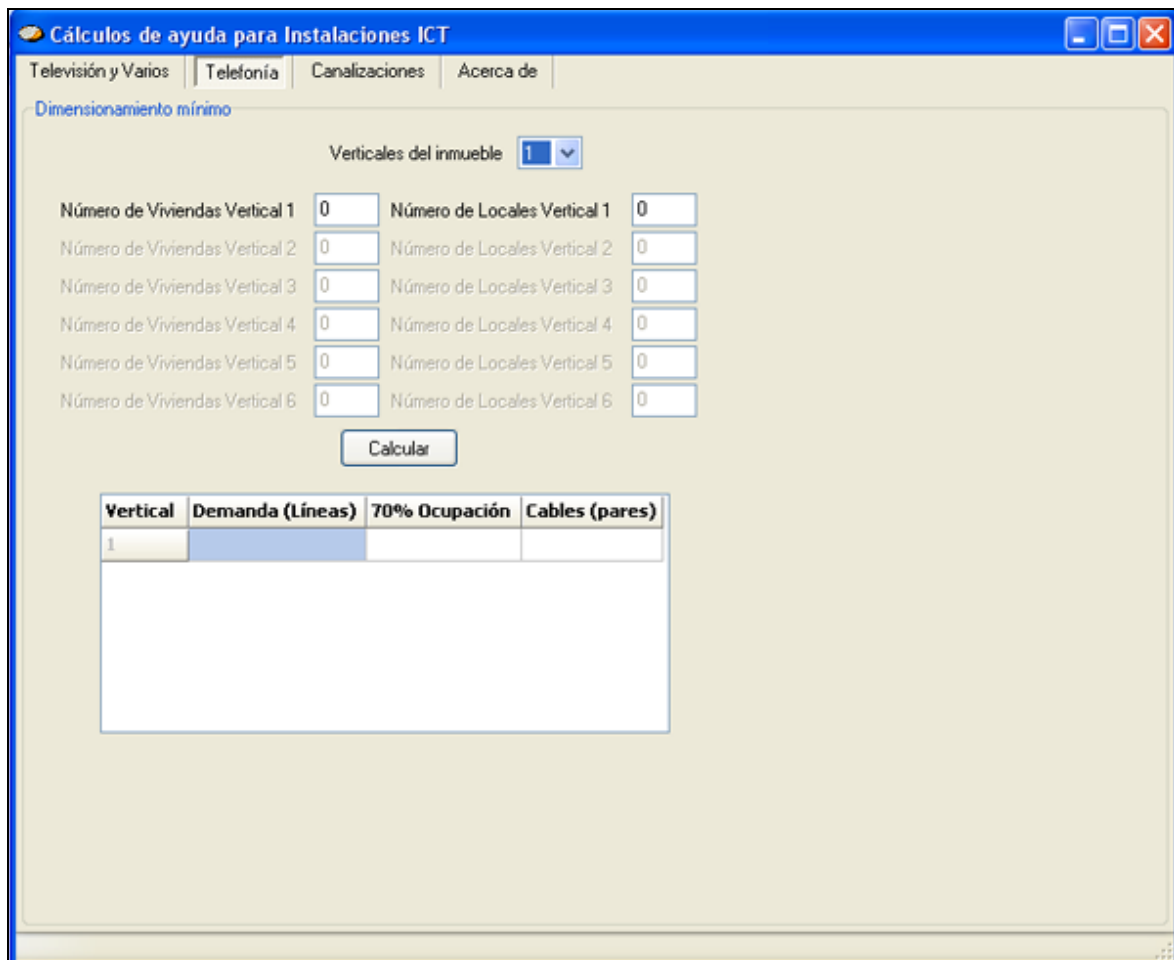 Cálculos de ayuda para Instalaciones ICT
Televisión y Varios Telefonía Canalizaciones Acerca de
Dimensionamiento mínimo
Verticales del inmueble 1
Número de Viviendas Vertical 1 0 Número de Locales Vertical 1 0
Número de Viviendas Vertical 2 0 Número de Locales Vertical 2 0
Número de Viviendas Vertical 3 0 Número de Locales Vertical 3 0
Número de Viviendas Vertical 4 0 Número de Locales Vertical 4 0
Número de Viviendas Vertical 5 0 Número de Locales Vertical 5 0
Número de Viviendas Vertical 6 0 Número de Locales Vertical 6 0
Calcular
Vertical Demanda (Líneas) 70% Ocupación Cables (pares)
1